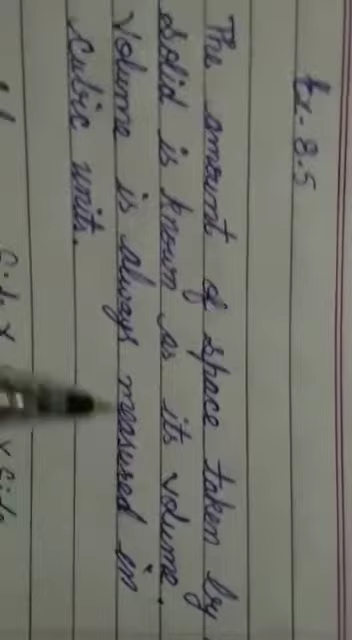 Ex- 8.5
The amount of space taken by
solid is known as its volume.
Volume is always measured in
cubic units.